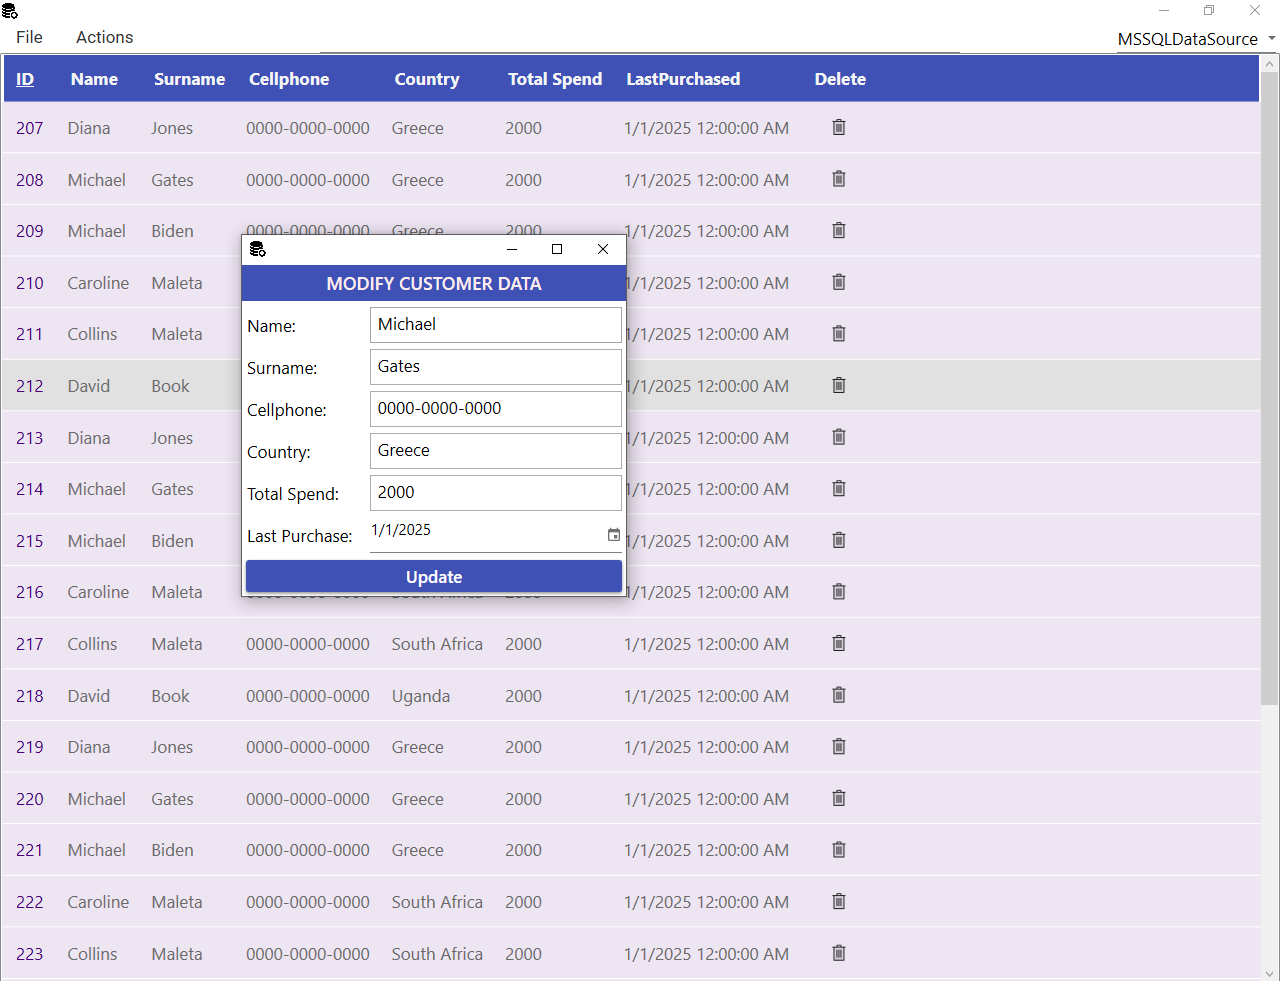 File Actions MSSQLDataSource
ID Name Surname Cellphone Country Total Spend LastPurchased Delete
207 Diana Jones 0000-0000-0000 Greece 2000 1/1/2025 12:00:00 AM
208 Michael Gates 0000-0000-0000 Greece 2000 1/1/2025 12:00:00 AM
209 Michael Biden 0000-0000-0000 Greece 2000 1/1/2025 12:00:00 AM
210 Caroline Maleta 1/1/2025 12:00:00 AM
211 Collins Maleta 1/1/2025 12:00:00 AM
212 David Book 1/1/2025 12:00:00 AM
213 Diana Jones 1/1/2025 12:00:00 AM
214 Michael Gates 1/1/2025 12:00:00 AM
215 Michael Biden 1/1/2025 12:00:00 AM
216 Caroline Maleta 0000-0000-0000 South Africa 2000 1/1/2025 12:00:00 AM
217 Collins Maleta 0000-0000-0000 South Africa 2000 1/1/2025 12:00:00 AM
218 David Book 0000-0000-0000 Uganda 2000 1/1/2025 12:00:00 AM
219 Diana Jones 0000-0000-0000 Greece 2000 1/1/2025 12:00:00 AM
220 Michael Gates 0000-0000-0000 Greece 2000 1/1/2025 12:00:00 AM
221 Michael Biden 0000-0000-0000 Greece 2000 1/1/2025 12:00:00 AM
222 Caroline Maleta 0000-0000-0000 South Africa 2000 1/1/2025 12:00:00 AM
223 Collins Maleta 0000-0000-0000 South Africa 2000 1/1/2025 12:00:00 AM
MODIFY CUSTOMER DATA
Name: Michael
Surname: Gates
Cellphone: 0000-0000-0000
Country: Greece
Total Spend: 2000
Last Purchase: 1/1/2025
Update